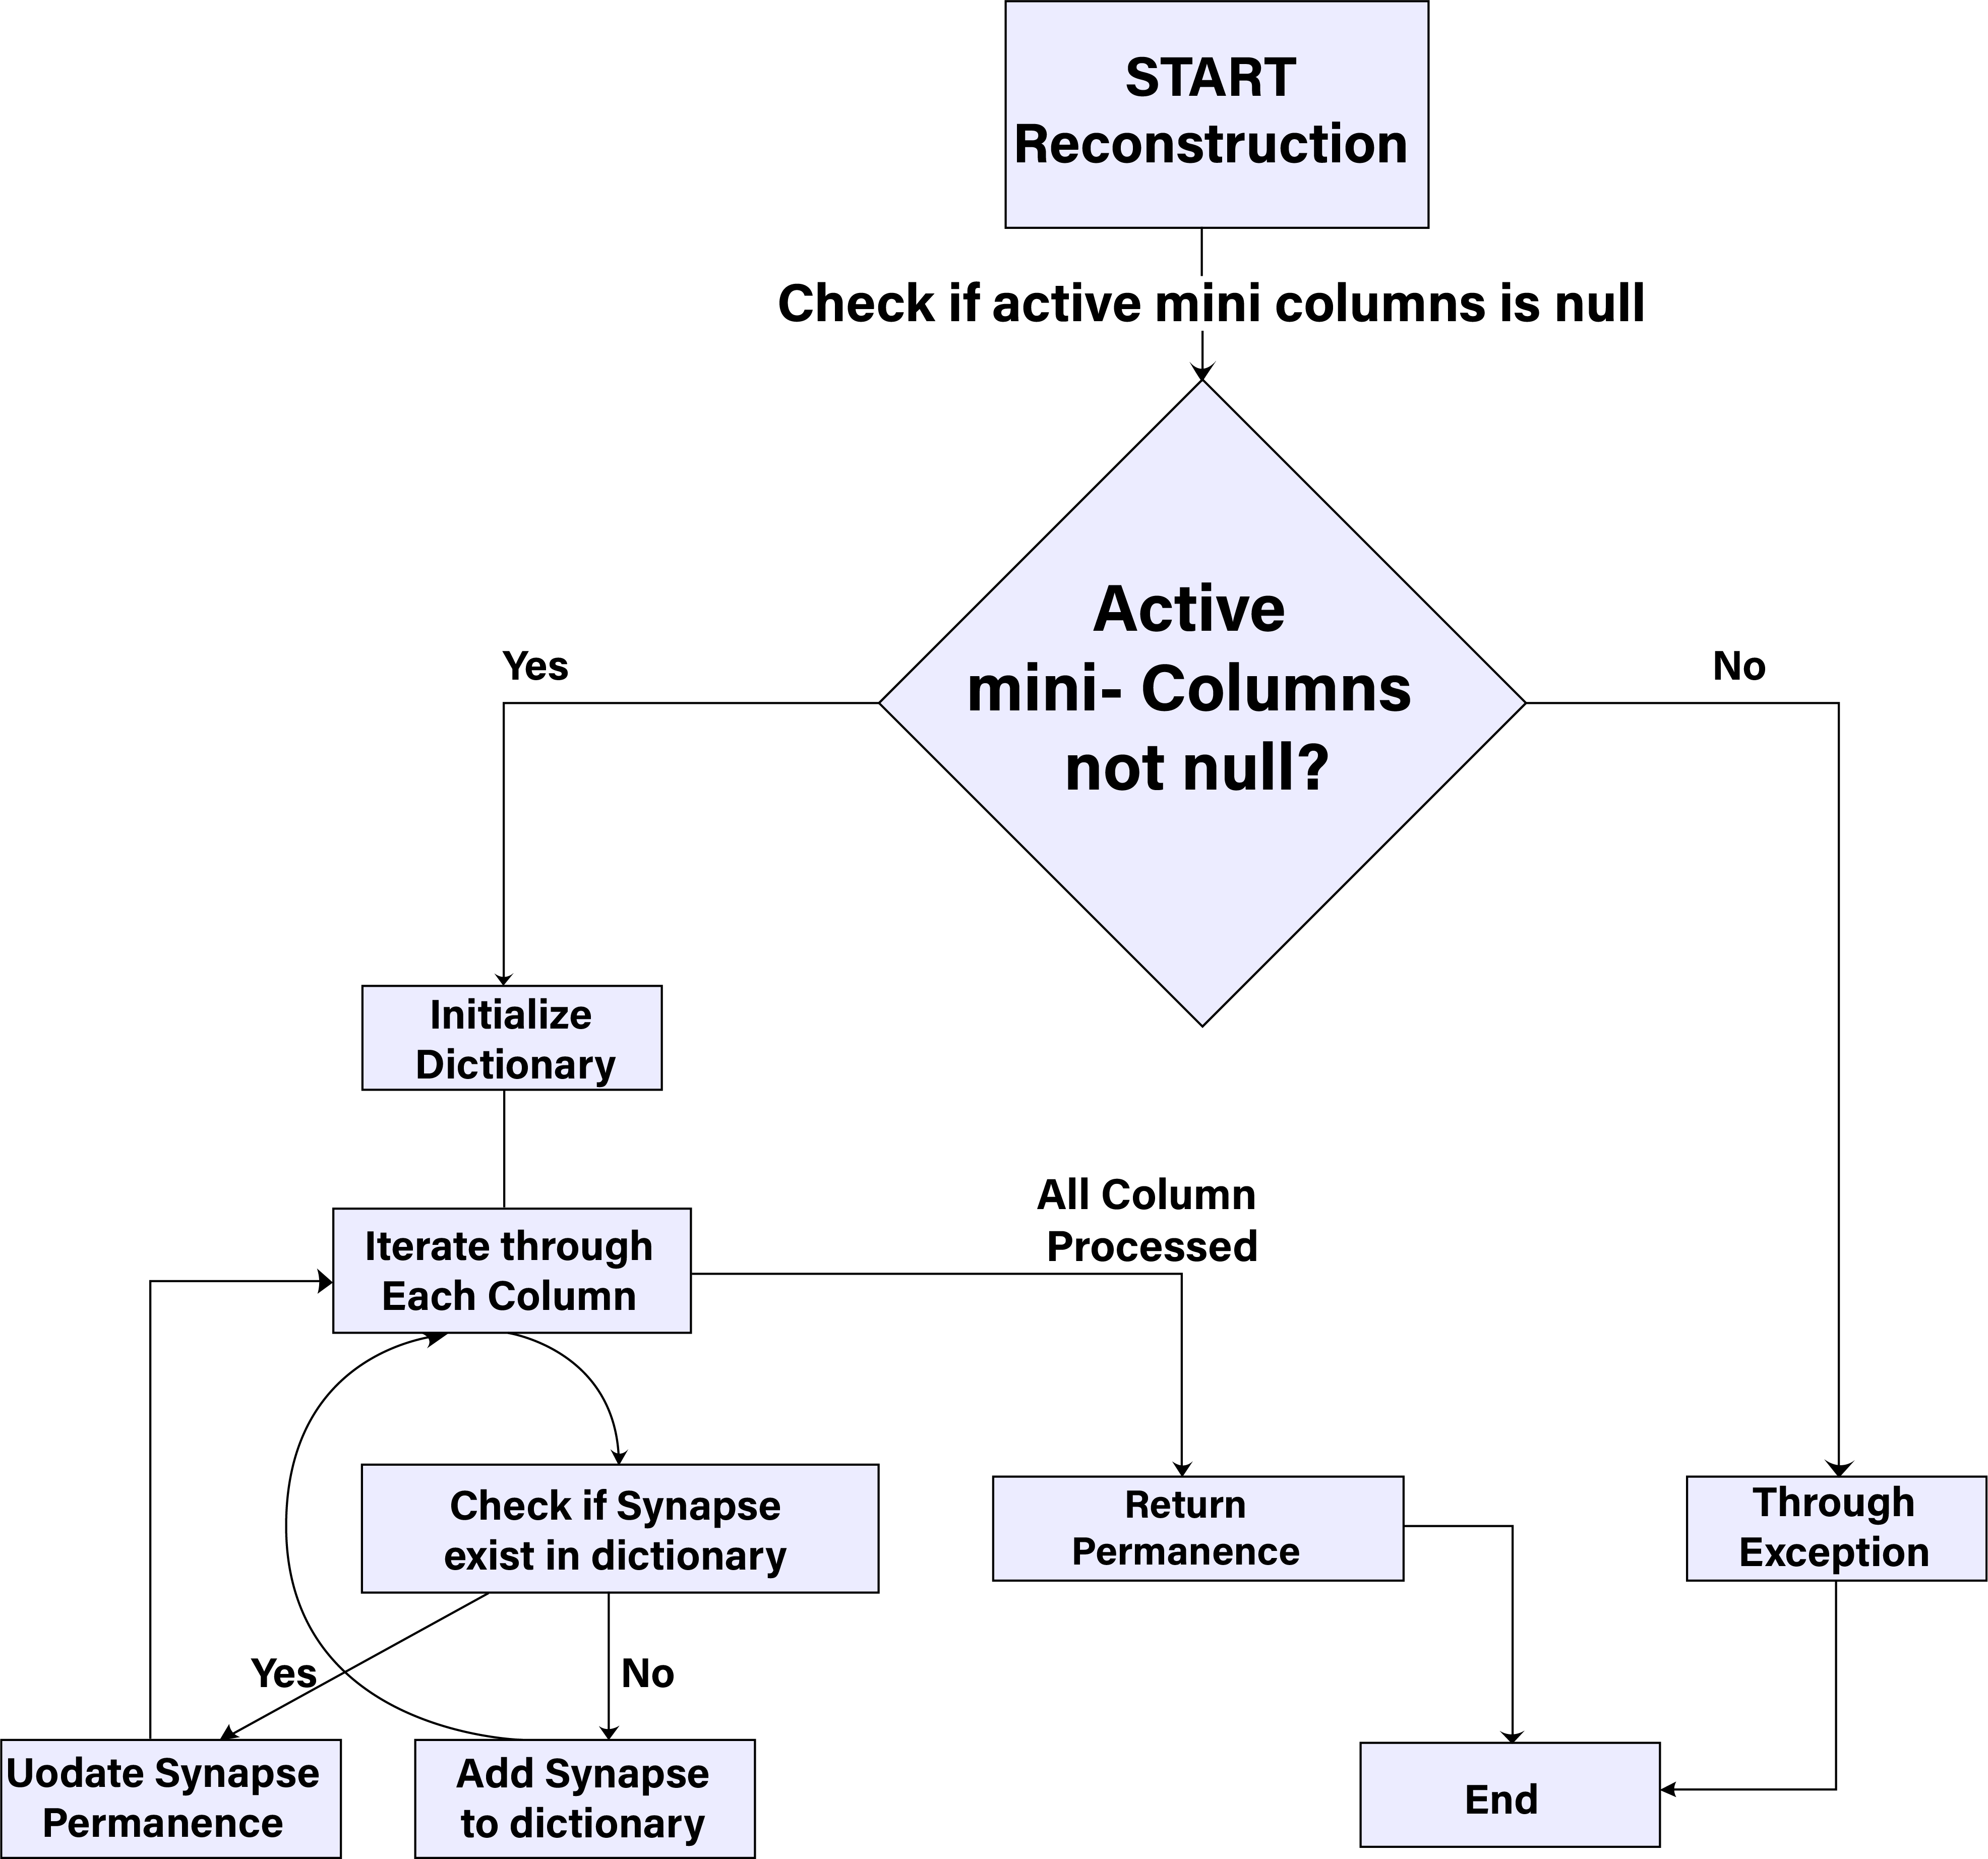 START
Reconstruction
Check if active mini columns is null
Active
mini- Columns
not null?
Yes
No
Initialize
Dictionary
Iterate through
Each Column
All Column
Processed
Check if Synapse
exist in dictionary
Return
Permanence
Through
Exception
Yes
No
Uodate Synapse
Permanence
Add Synapse
to dictionary
End